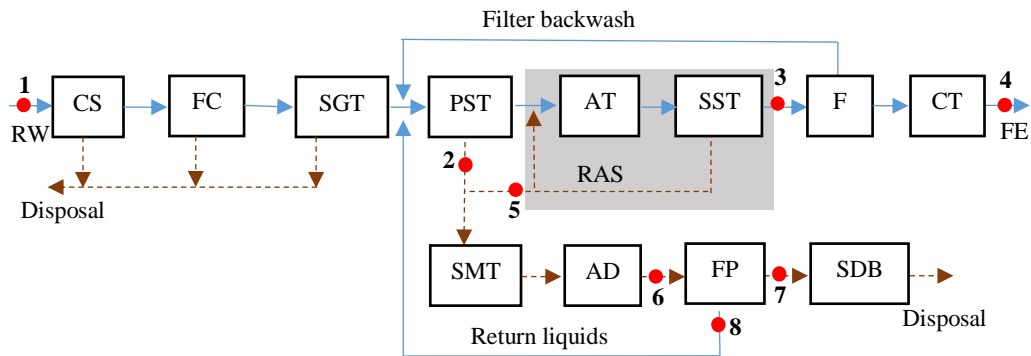 Filter backwash
1
3
4
CS
FC
SGT
PST
AT
SST
F
CT
RW
FE
2
RAS
Disposal
5
SMT
AD
FP
SDB
6
7
Return liquids
8
Disposal